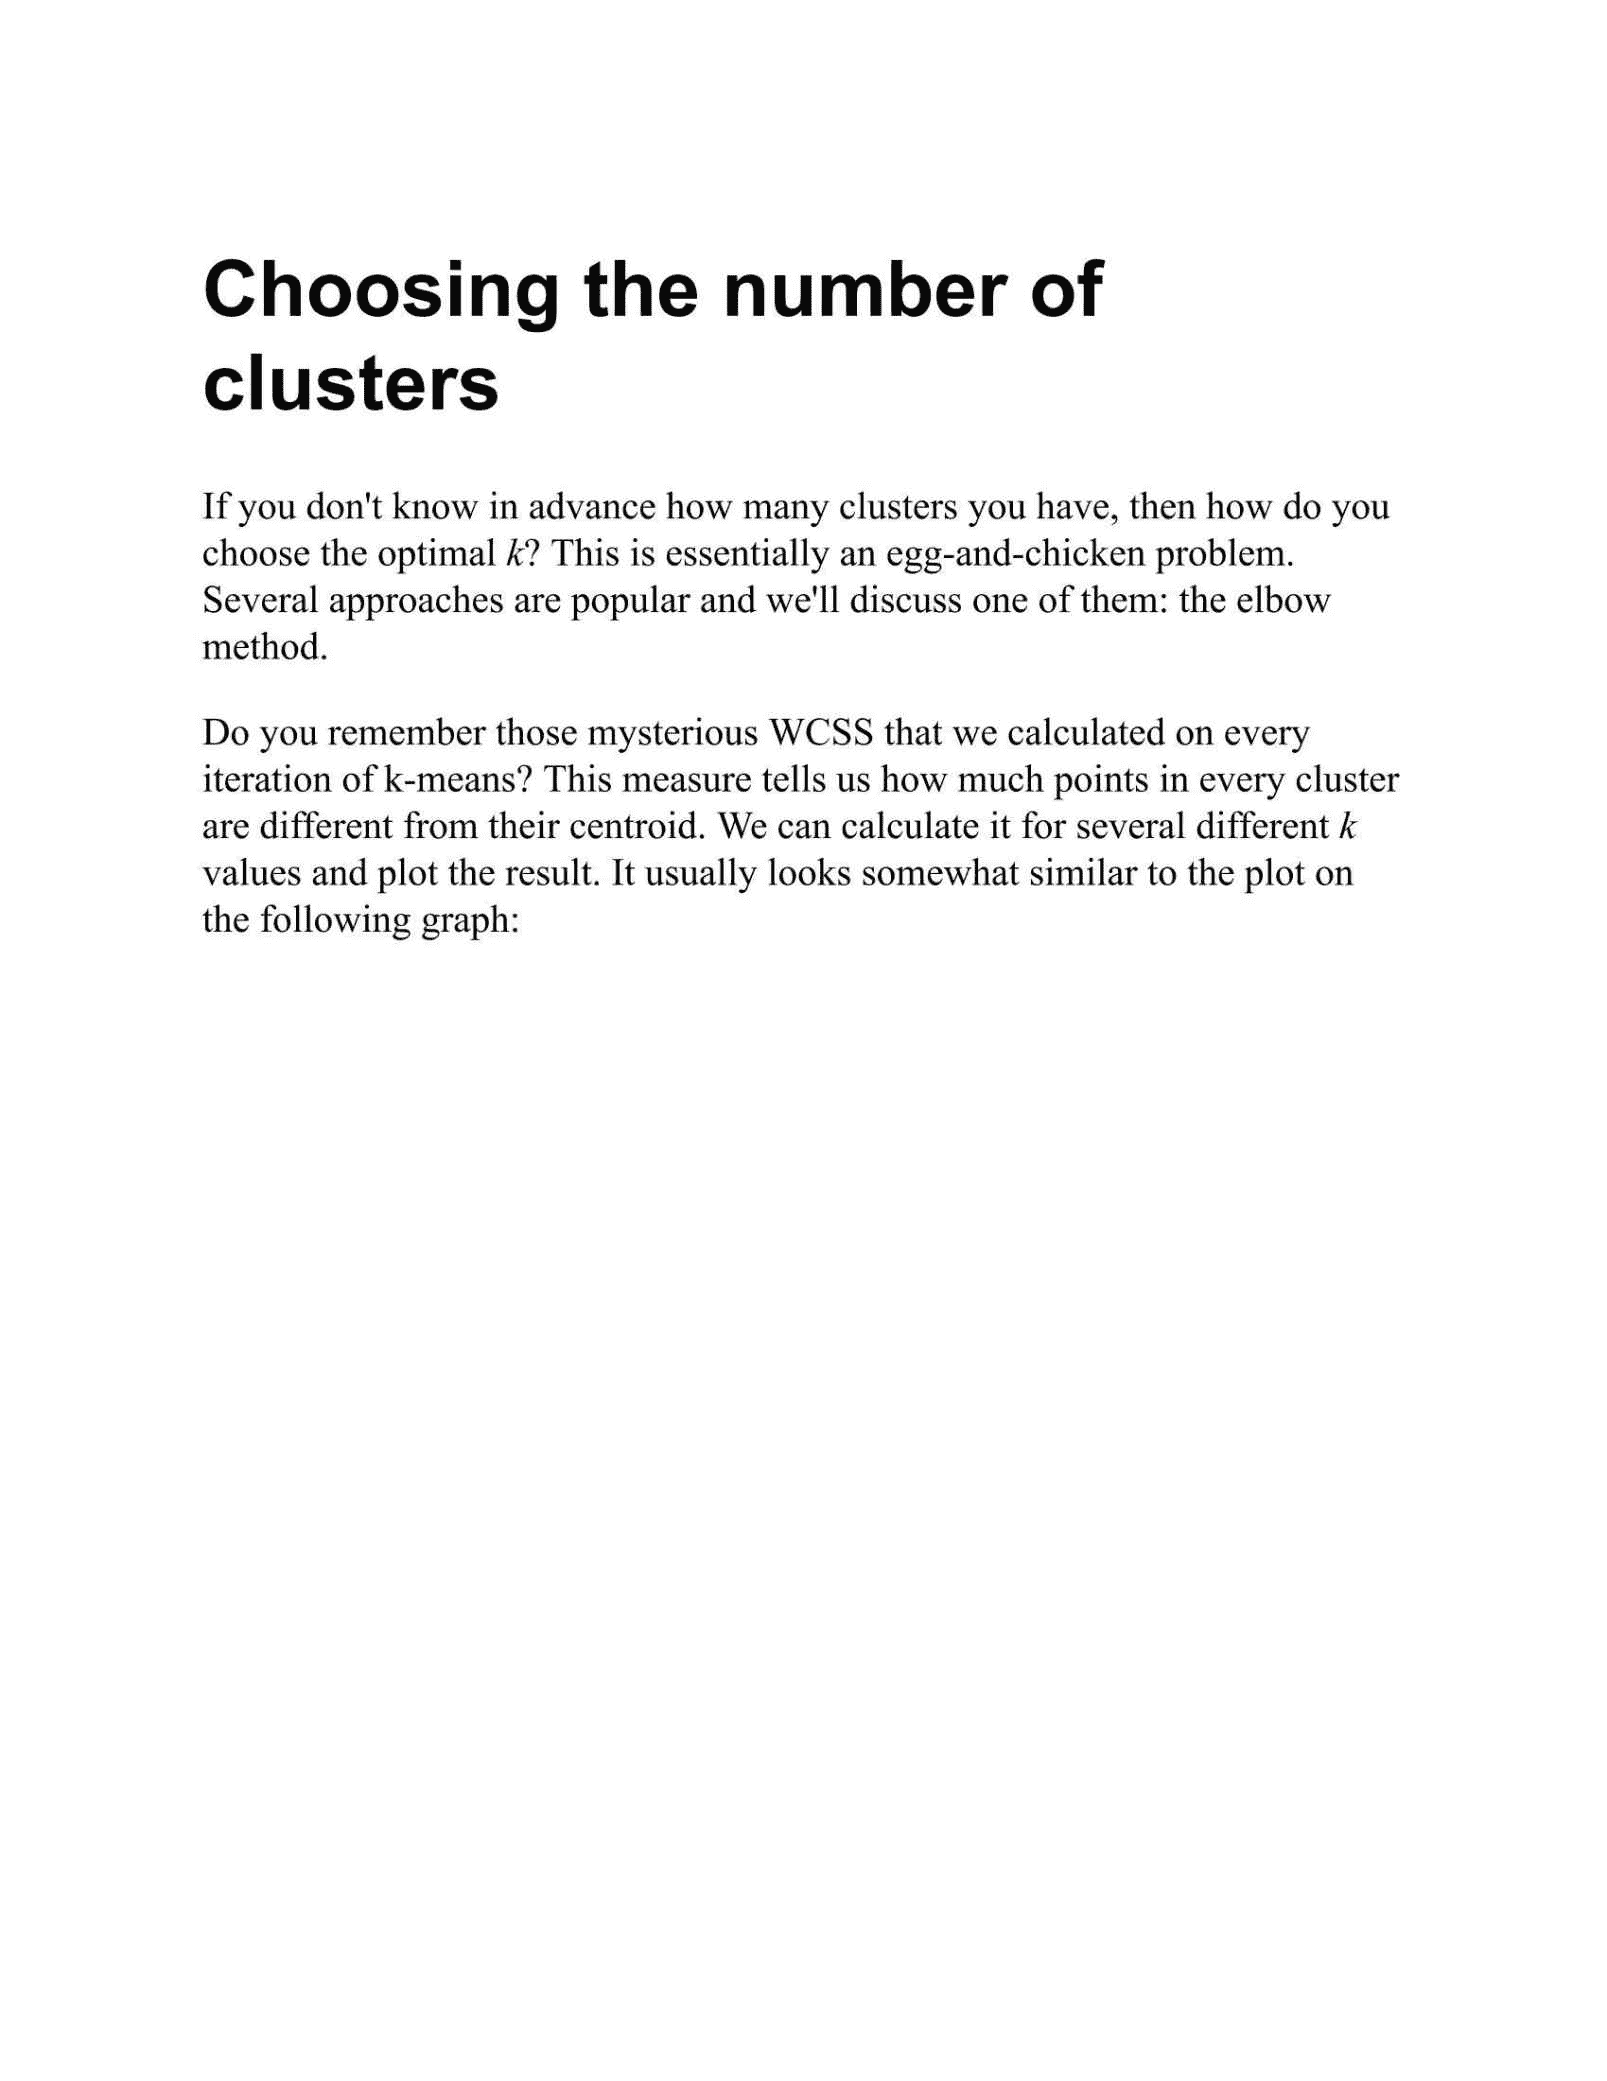 Choosing the number of
clusters
If you don't know in advance how many clusters you have, then how do you
choose the optimal k? This is essentially an egg-and-chicken problem.
Several approaches are popular and we'll discuss one of them: the elbow
method.
Do you remember those mysterious WCSS that we calculated on every
iteration of k-means? This measure tells us how much points in every cluster
are different from their centroid. We can calculate it for several different k
values and plot the result. It usually looks somewhat similar to the plot on
the following graph: